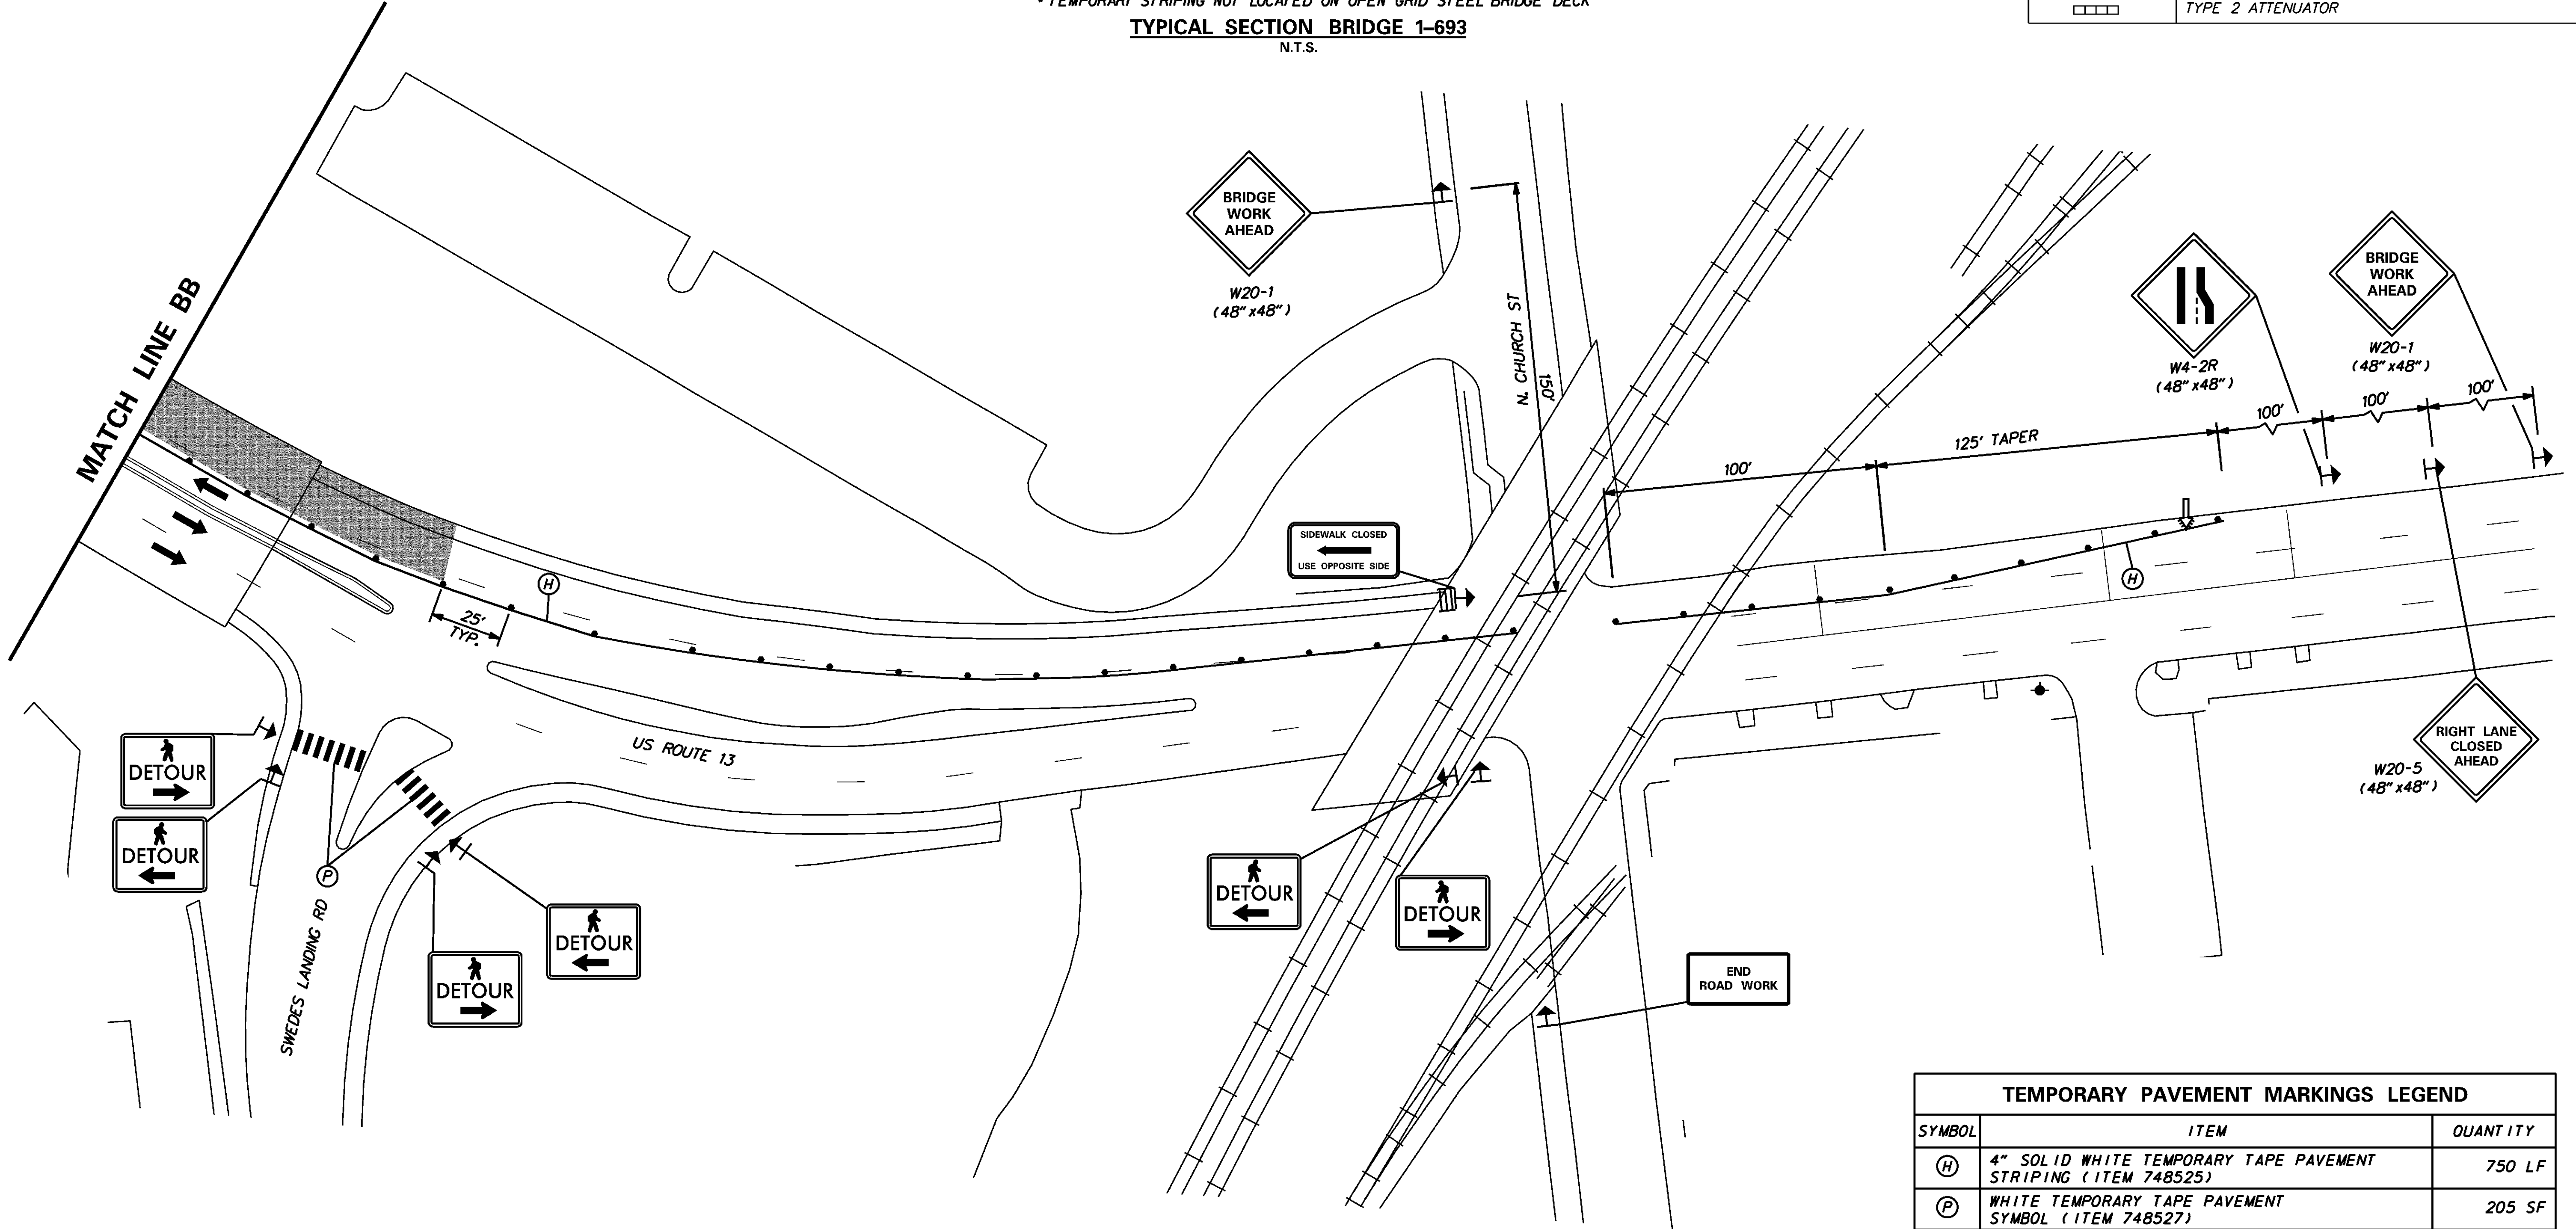 * TEMPORARY STRIPING NOT LOCATED ON OPEN GRID STEEL BRIDGE DECK
TYPICAL SECTION BRIDGE 1-693
N.T.S.
TYPE 2 ATTENUATOR
MATCH LINE BB
BRIDGE
WORK
AHEAD
W20-1
(48"x48")
N. CHURCH ST
150'
W4-2R
(48"x48")
BRIDGE
WORK
AHEAD
W20-1
(48"x48")
100'
125' TAPER
100'
100'
100'
SIDEWALK CLOSED
USE OPPOSITE SIDE
H
25'
TYP.
H
US ROUTE 13
RIGHT LANE
CLOSED
AHEAD
W20-5
(48"x48")
DETOUR
DETOUR
P
SWEDES LANDING RD
DETOUR
DETOUR
DETOUR
DETOUR
END
ROAD WORK
TEMPORARY PAVEMENT MARKINGS LEGEND
SYMBOL ITEM QUANTITY
H 4" SOLID WHITE TEMPORARY TAPE PAVEMENT
STRIPING (ITEM 748525) 750 LF
P WHITE TEMPORARY TAPE PAVEMENT
SYMBOL (ITEM 748527) 205 SF